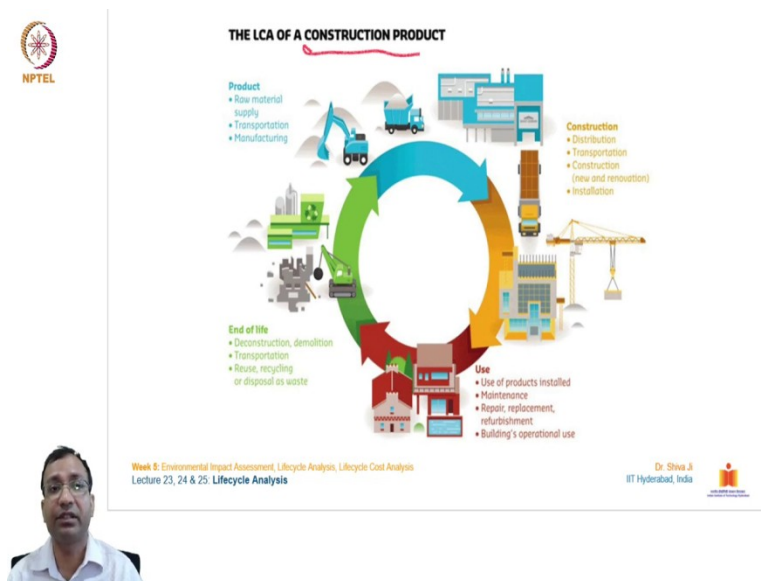 THE LCA OF A CONSTRUCTION PRODUCT
NPTEL
Product
• Raw material
supply
• Transportation
• Manufacturing
Construction
• Distribution
• Transportation
• Construction
(new and renovation)
• Installation
End of life
• Deconstruction, demolition
• Transportation
• Reuse, recycling
or disposal as waste
Use
• Use of products installed
• Maintenance
• Repair, replacement,
refurbishment
• Building's operational use
Week 5: Environmental Impact Assessment, Lifecycle Analysis, Lifecycle Cost Analysis
Lecture 23, 24 & 25: Lifecycle Analysis
Dr. Shiva Ji
IIT Hyderabad, India